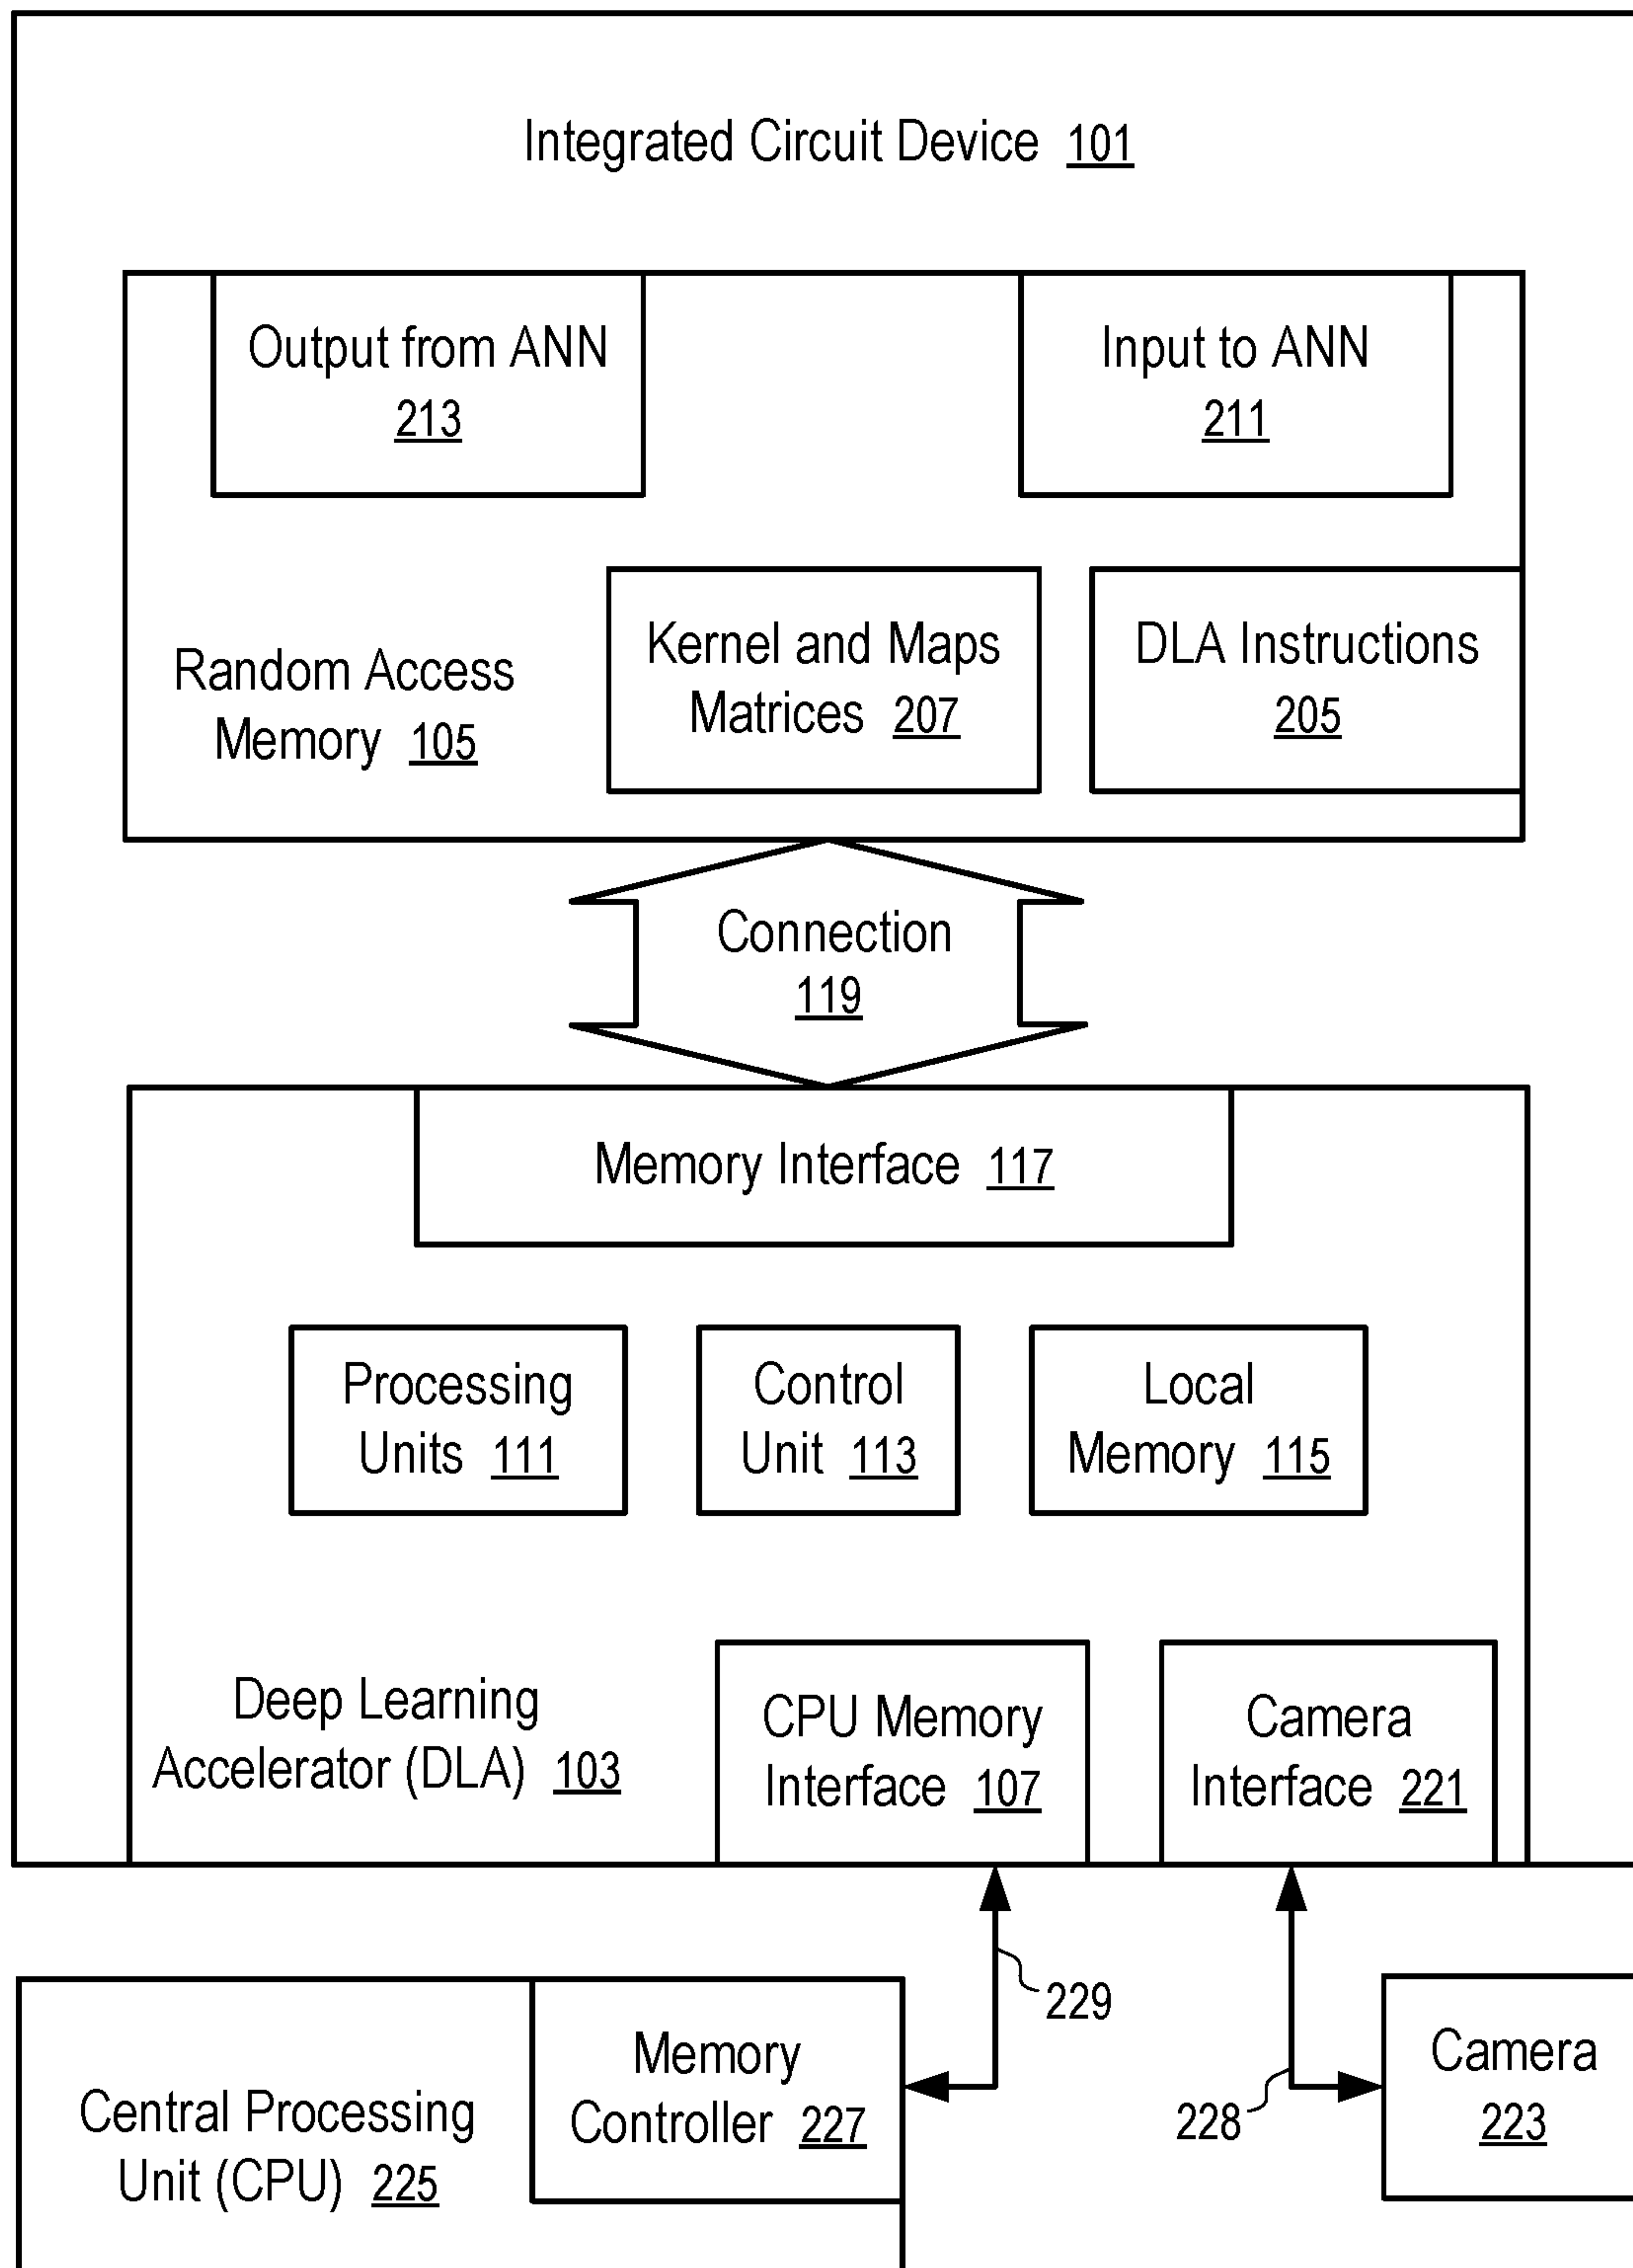 Integrated Circuit Device 101
Output from ANN
213
Input to ANN
211
Random Access
Memory 105
Kernel and Maps
Matrices 207
DLA Instructions
205
Connection
119
Memory Interface 117
Processing
Units 111
Control
Unit 113
Local
Memory 115
Deep Learning
Accelerator (DLA) 103
CPU Memory
Interface 107
Camera
Interface 221
229
228
Central Processing
Unit (CPU) 225
Memory
Controller 227
Camera
223